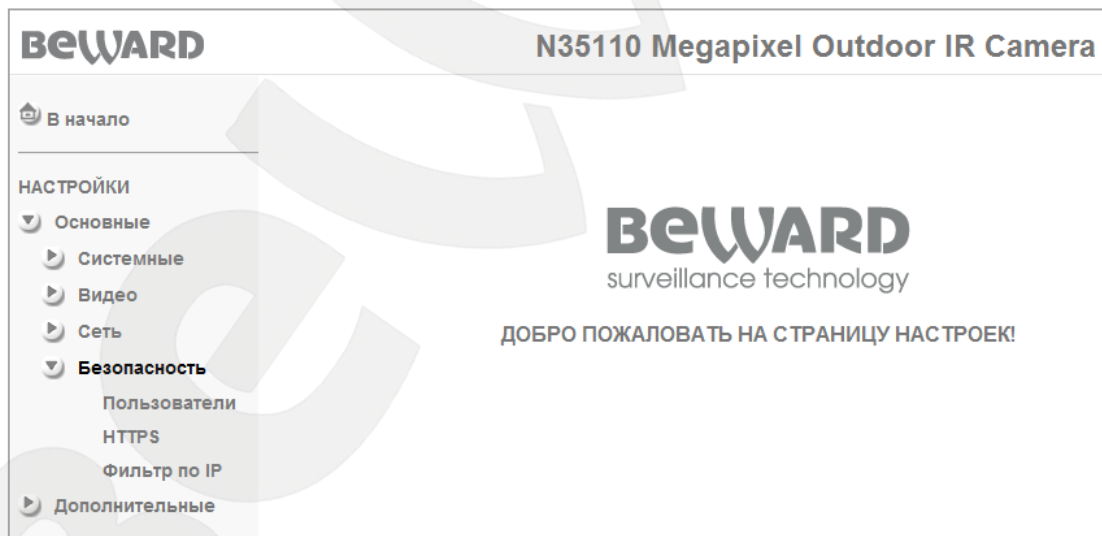 BEWARD
N35110 Megapixel Outdoor IR Camera
В начало
НАСТРОЙКИ
Основные
Системные
Видео
Сеть
Безопасность
Пользователи
HTTPS
Фильтр по IP
Дополнительные
BEWARD
surveillance technology
ДОБРО ПОЖАЛОВАТЬ НА СТРАНИЦУ НАСТРОЕК!